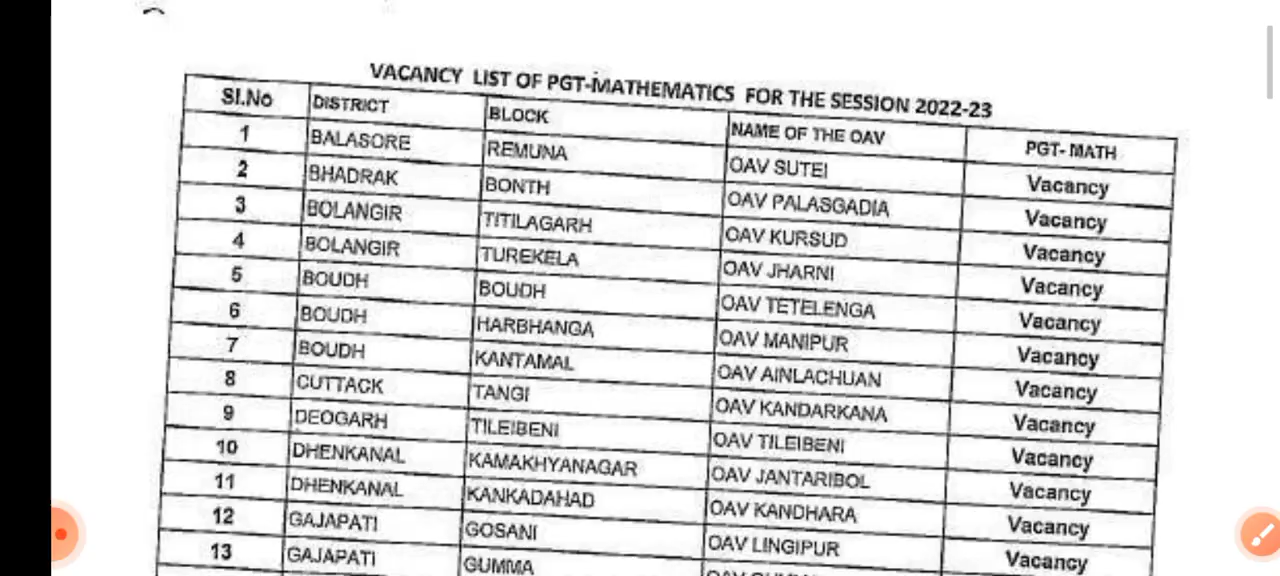 VACANCY LIST OF PGT-MATHEMATICS FOR THE SESSION 2022-23
Sl.No DISTRICT BLOCK NAME OF THE OAV PGT- MATH
1 BALASORE REMUNA OAV SUTEI Vacancy
2 BHADRAK BONTH OAV PALASGADIA Vacancy
3 BOLANGIR TITILAGARH OAV KURSUD Vacancy
4 BOLANGIR TUREKELA OAV JHARNI Vacancy
5 BOUDH BOUDH OAV TETELENGA Vacancy
6 BOUDH HARBHANGA OAV MANIPUR Vacancy
7 BOUDH KANTAMAL OAV AINLACHUAN Vacancy
8 CUTTACK TANGI OAV KANDARKANA Vacancy
9 DEOGARH TILEIBENI OAV TILEIBENI Vacancy
10 DHENKANAL KAMAKHYANAGAR OAV JANTARIBOL Vacancy
11 DHENKANAL KANKADAHAD OAV KANDHARA Vacancy
12 GAJAPATI GOSANI OAV LINGIPUR Vacancy
13 GAJAPATI GUMMA OAV